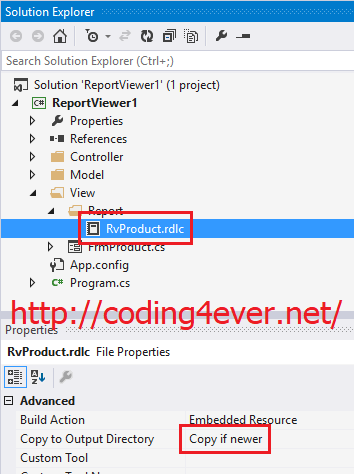 Solution Explorer
Search Solution Explorer (Ctrl+;)
Solution 'ReportViewer1' (1 project)
C# ReportViewer1
Properties
References
Controller
Model
View
Report
RvProduct.rdlc
FrmProduct.cs
App.config
C# Program.cs
http://coding4ever.net/
Properties
RvProduct.rdlc File Properties
Advanced
Build Action Embedded Resource
Copy to Output Directory Copy if newer
Custom Tool